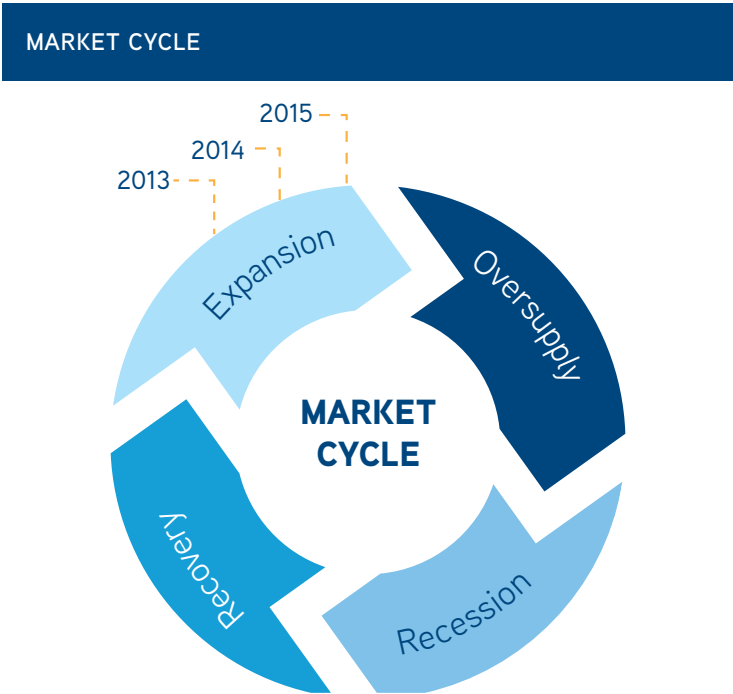 MARKET CYCLE
2015
2014
2013
Expansion
Oversupply
MARKET
CYCLE
Recovery
Recession